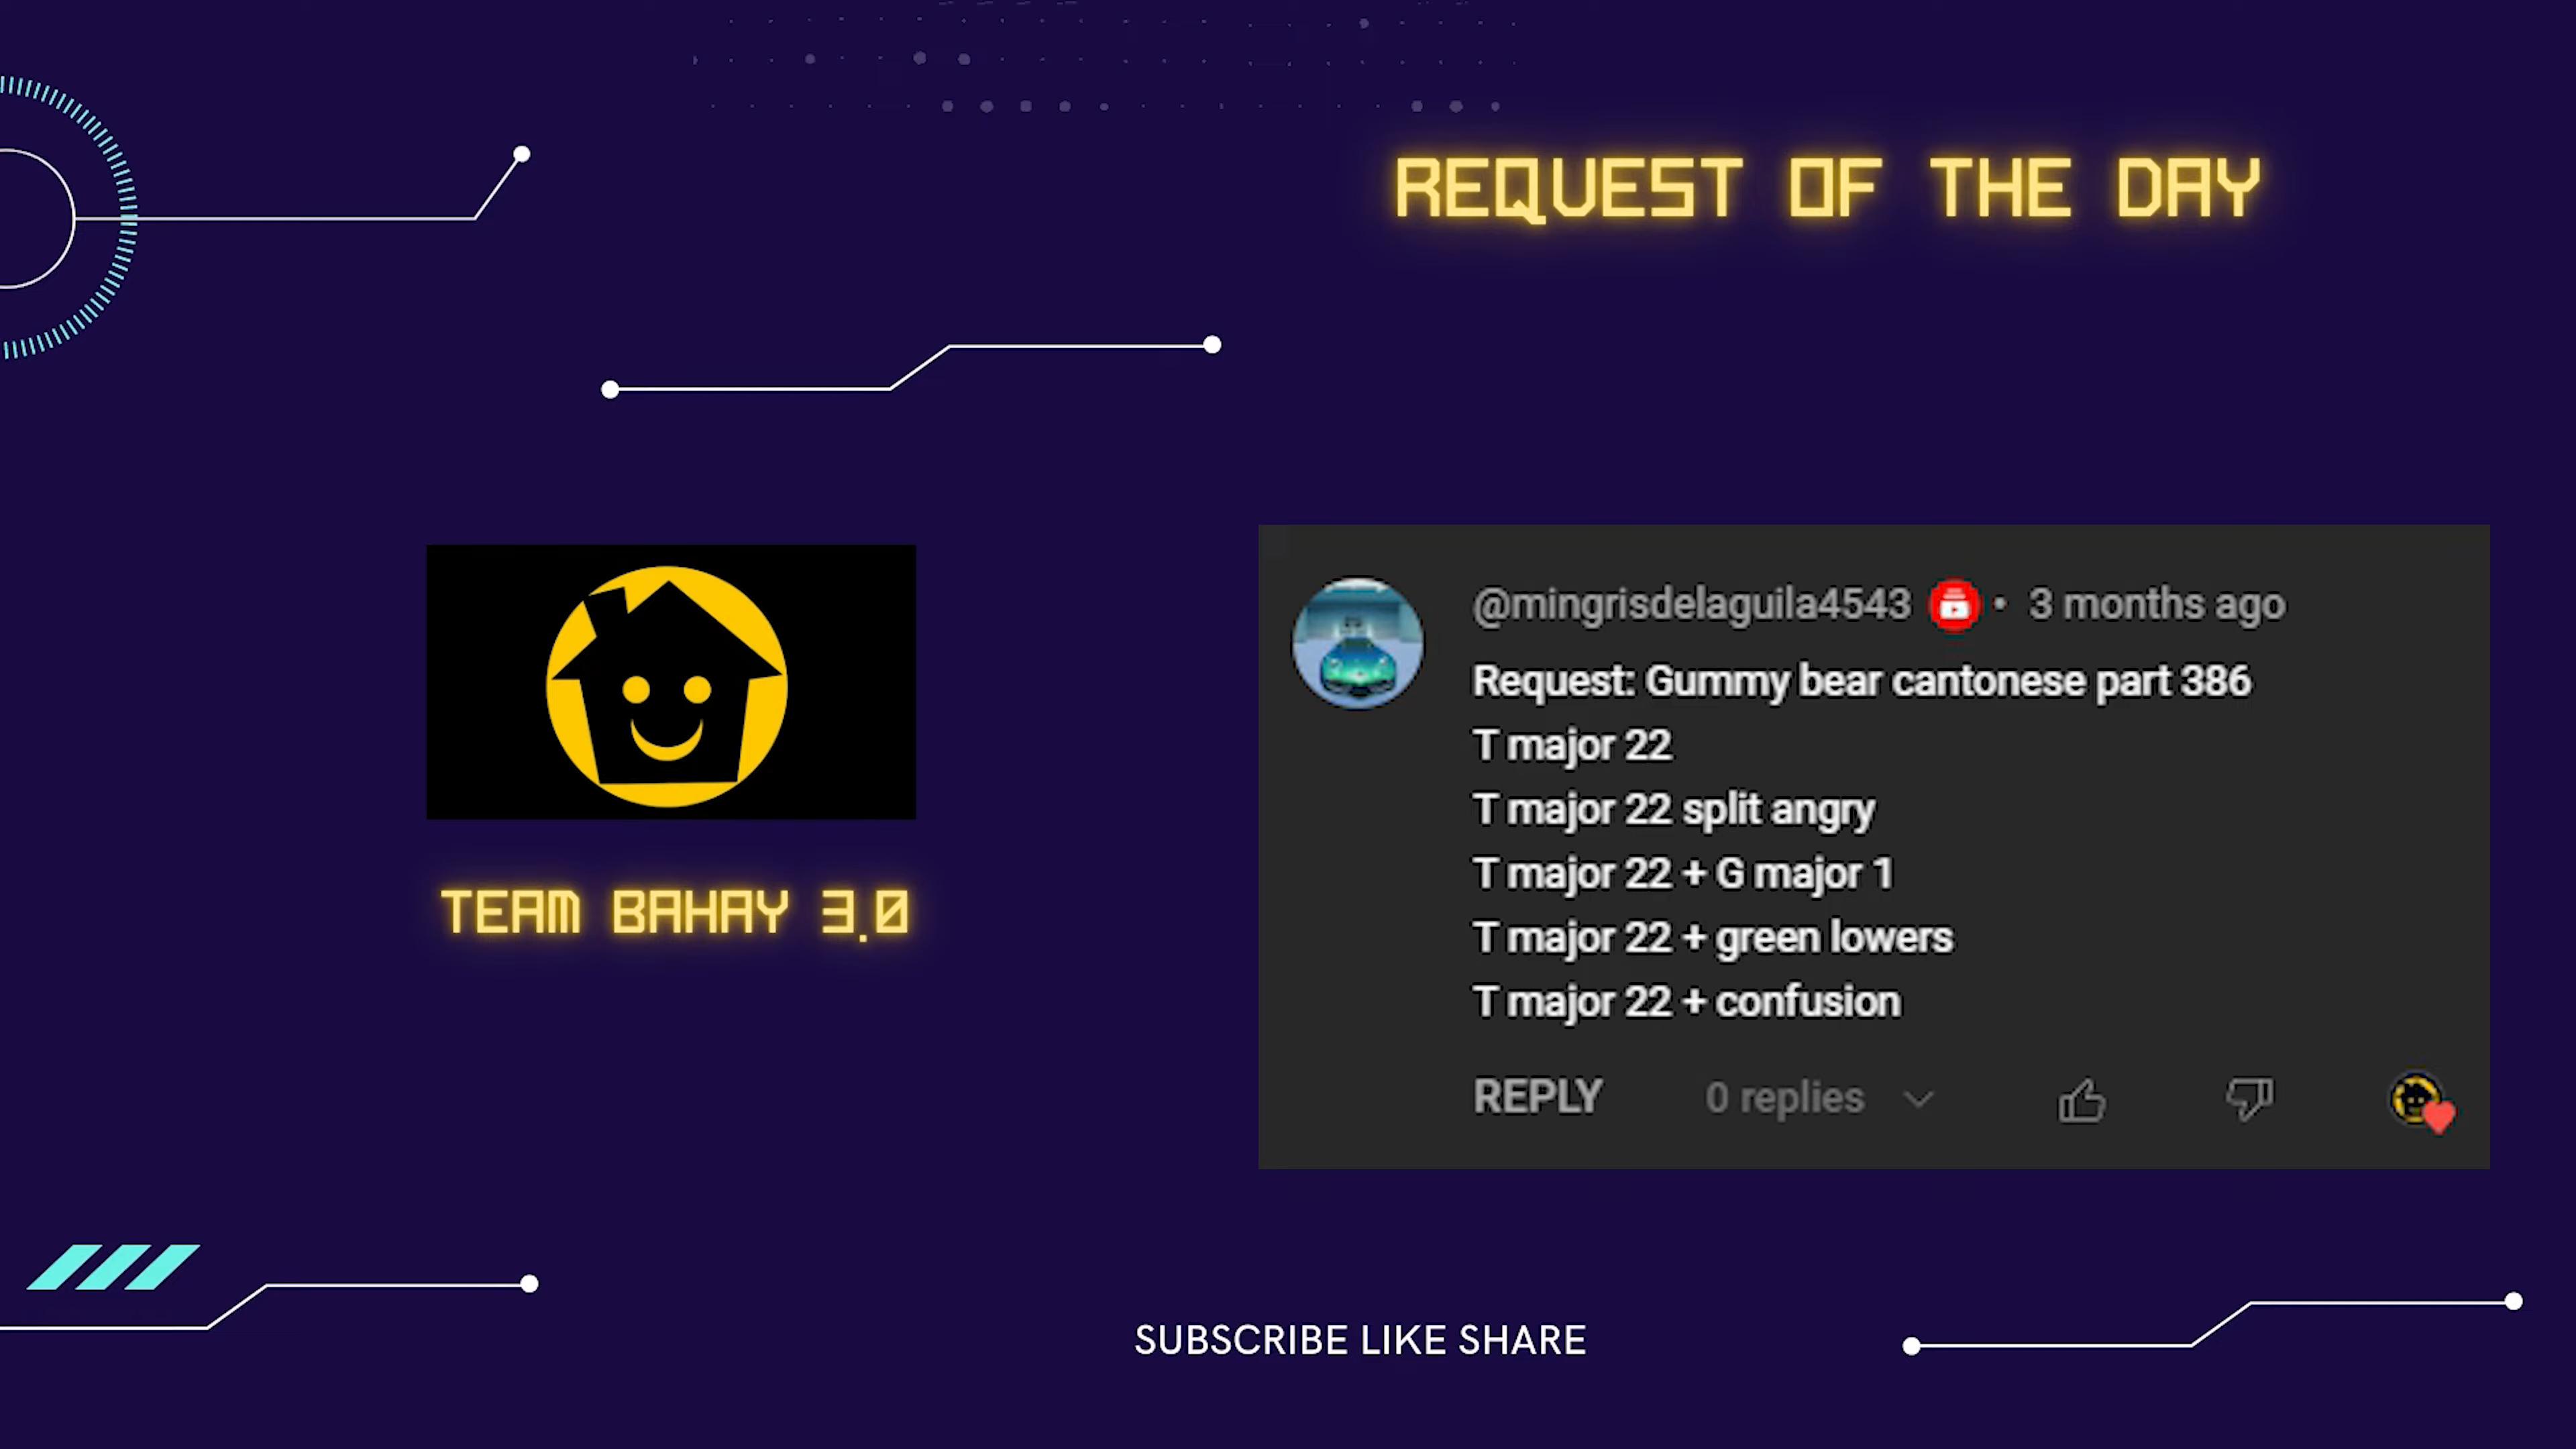 REQUEST OF THE DAY
TEAM BAHAY 3.0
@mingrisdelaguila4543 • 3 months ago
Request: Gummy bear cantonese part 386
T major 22
T major 22 split angry
T major 22 + G major 1
T major 22 + green lowers
T major 22 + confusion
REPLY 0 replies
SUBSCRIBE LIKE SHARE